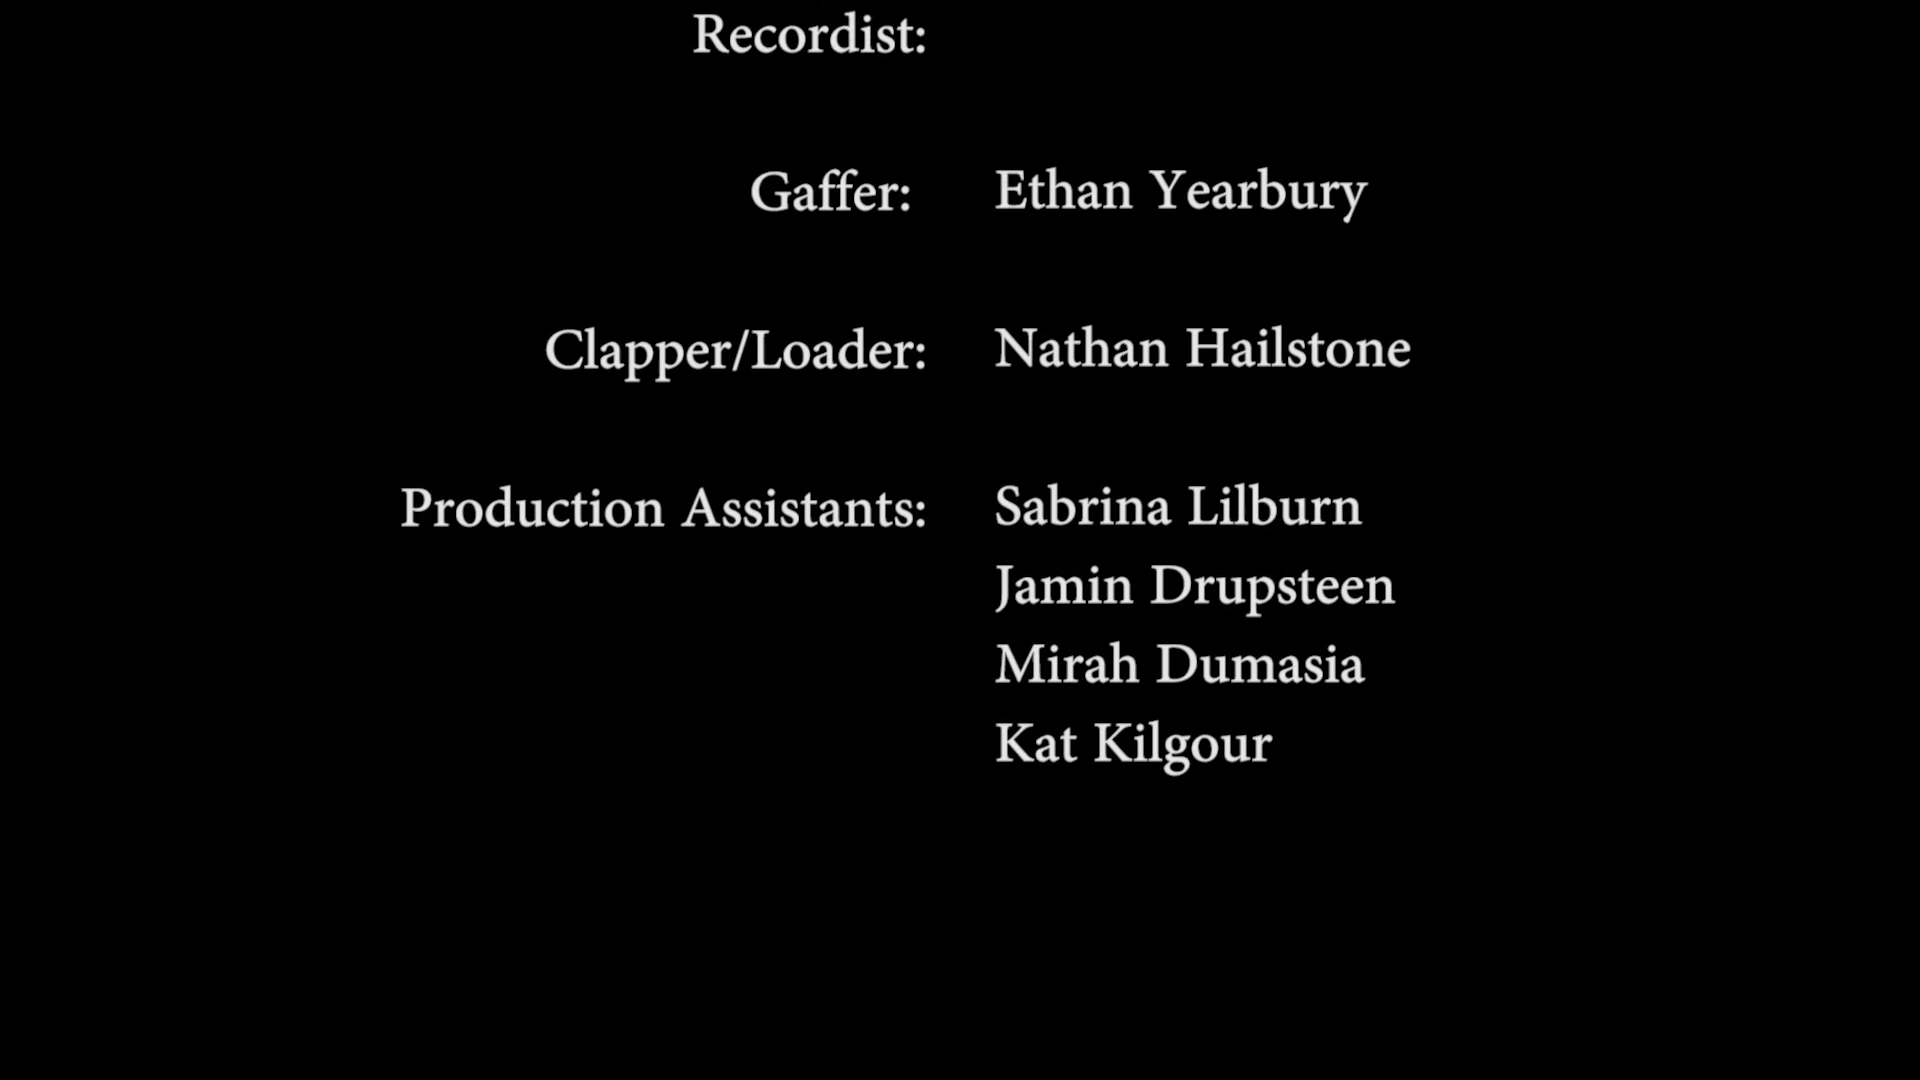 Recordist:
Gaffer: Ethan Yearbury
Clapper/Loader: Nathan Hailstone
Production Assistants: Sabrina Lilburn
Jamin Drupsteen
Mirah Dumasia
Kat Kilgour